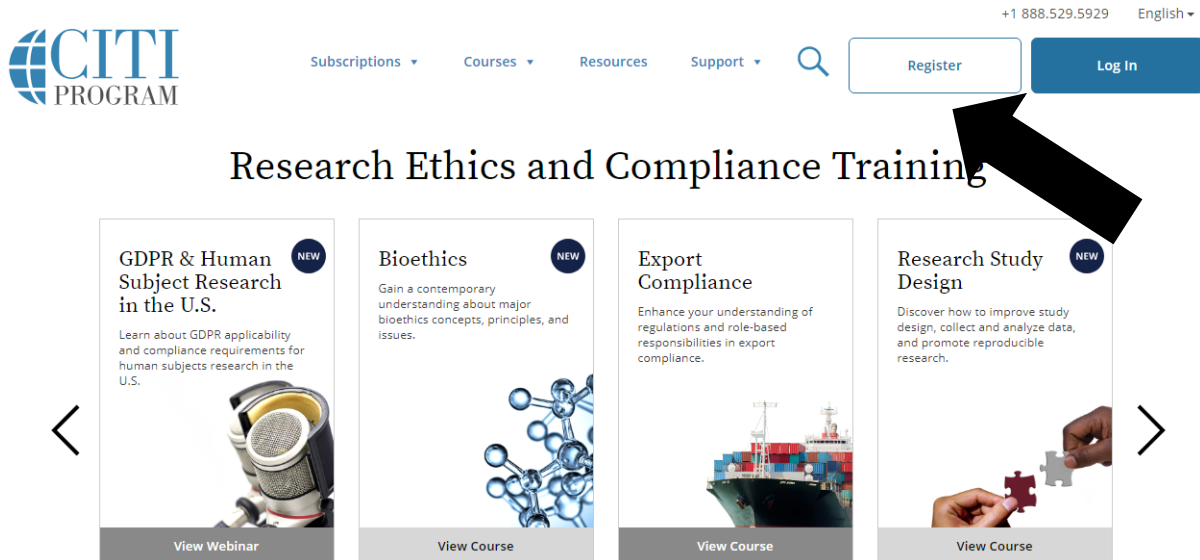 +1 888.529.5929 English
CITI
PROGRAM
Subscriptions Courses Resources Support Register Log In
Research Ethics and Compliance Training
GDPR & Human
Subject Research
in the U.S.
NEW
Learn about GDPR applicability
and compliance requirements for
human subjects research in the
U.S.
View Webinar
Bioethics
NEW
Gain a contemporary
understanding about major
bioethics concepts, principles, and
issues.
View Course
Export
Compliance
Enhance your understanding of
regulations and role-based
responsibilities in export
compliance.
View Course
Research Study
Design
NEW
Discover how to improve study
design, collect and analyze data,
and promote reproducible
research.
View Course